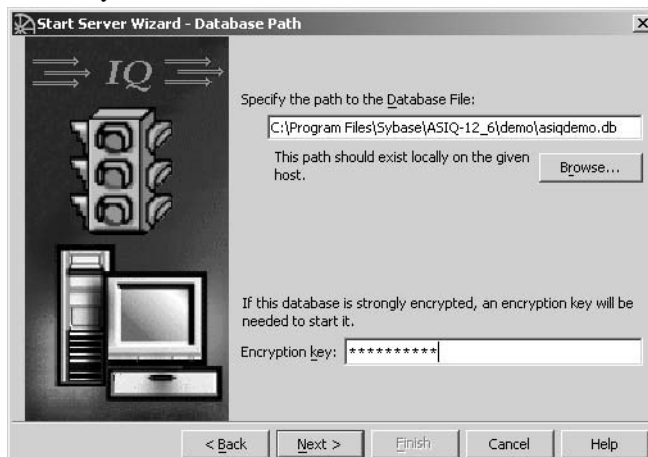 Start Server Wizard - Database Path
x
IQ
Specify the path to the Database File:
C:\Program Files\Sybase\ASIQ-12_6\demo\asiqdemo.db
This path should exist locally on the given
host.
Browse...
If this database is strongly encrypted, an encryption key will be
needed to start it.
Encryption key: **********
< Back Next > Finish Cancel Help